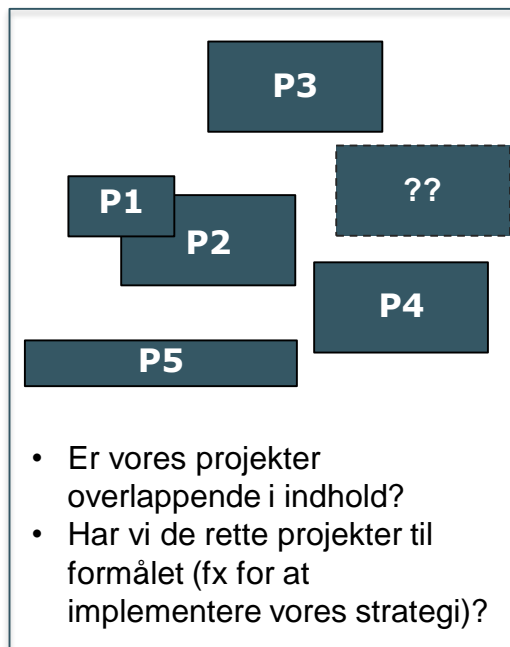 P3
??
P1
P2
P4
P5
• Er vores projekter
overlappende i indhold?
• Har vi de rette projekter til
formålet (fx for at
implementere vores strategi)?